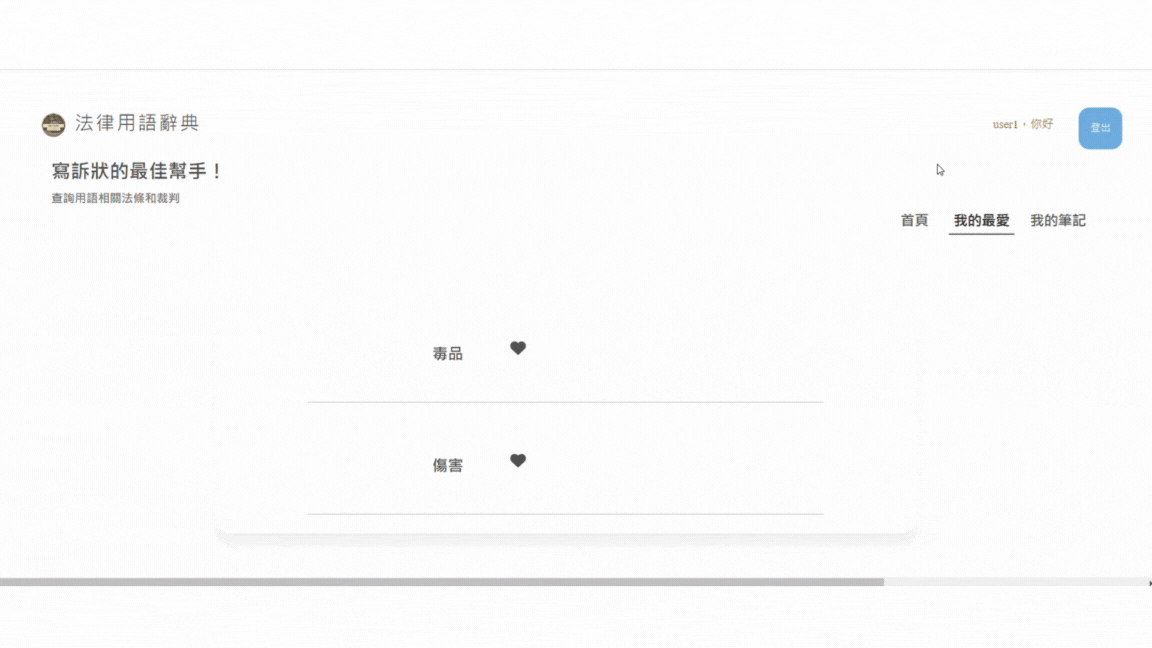 法律用語辭典
user1，你好
登出
寫訴狀的最佳幫手！
查詢用語相關法條和裁判
首頁 我的最愛 我的筆記
毒品
傷害